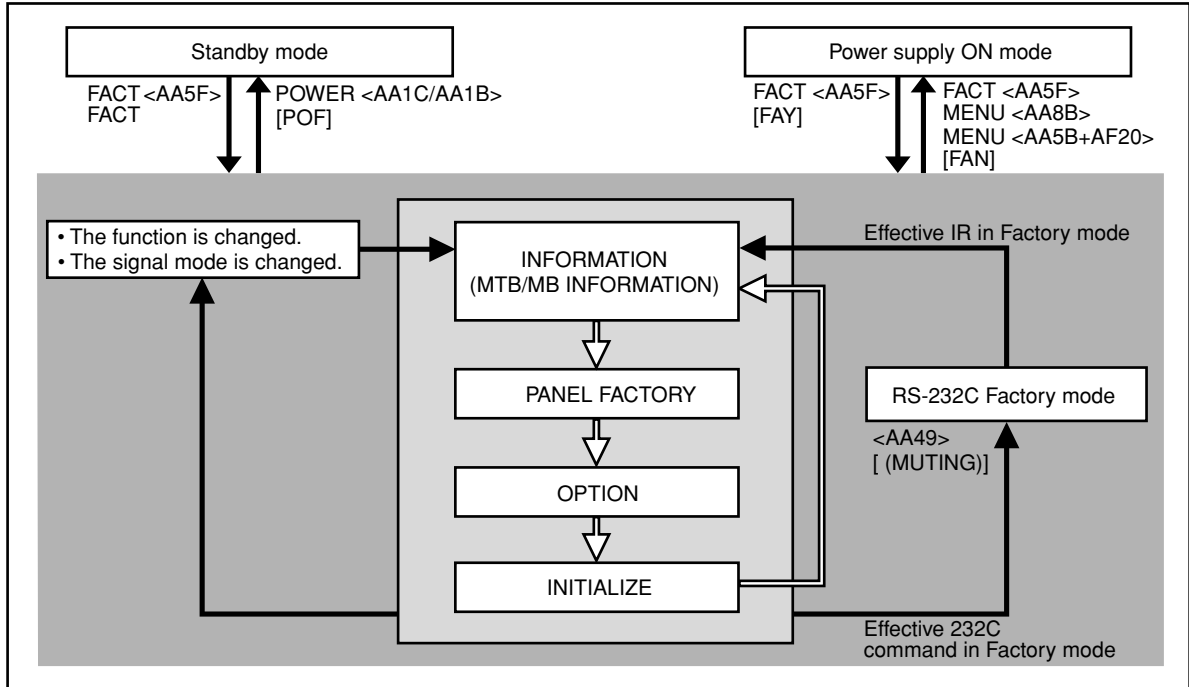 Standby mode
Power supply ON mode
FACT <AA5F>
FACT
POWER <AA1C/AA1B>
[POF]
FACT <AA5F>
[FAY]
FACT <AA5F>
MENU <AA8B>
MENU <AA5B+AF20>
[FAN]
• The function is changed.
• The signal mode is changed.
INFORMATION
(MTB/MB INFORMATION)
Effective IR in Factory mode
PANEL FACTORY
RS-232C Factory mode
<AA49>
[ (MUTING)]
OPTION
INITIALIZE
Effective 232C
command in Factory mode